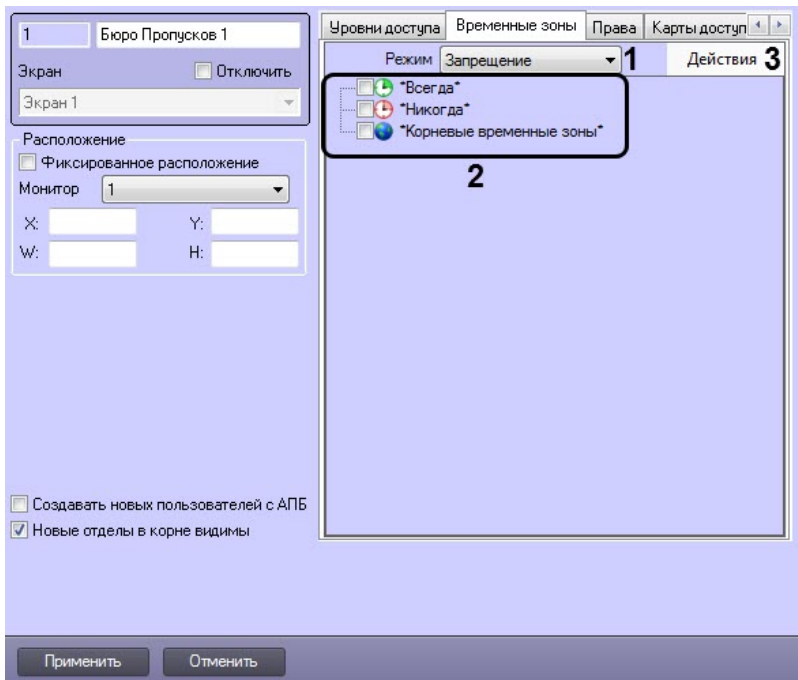 1 Бюро Пропусков 1
Экран Отключить
Экран 1
Расположение
Фиксированное расположение
Монитор 1
X: Y:
W: H:
Создавать новых пользователей с АПБ
Новые отделы в корне видимы
Уровни доступа Временные зоны Права Карты доступ
Режим Запрещение 1 Действия 3
*Всегда*
*Никогда*
*Корневые временные зоны*
2
Применить Отменить